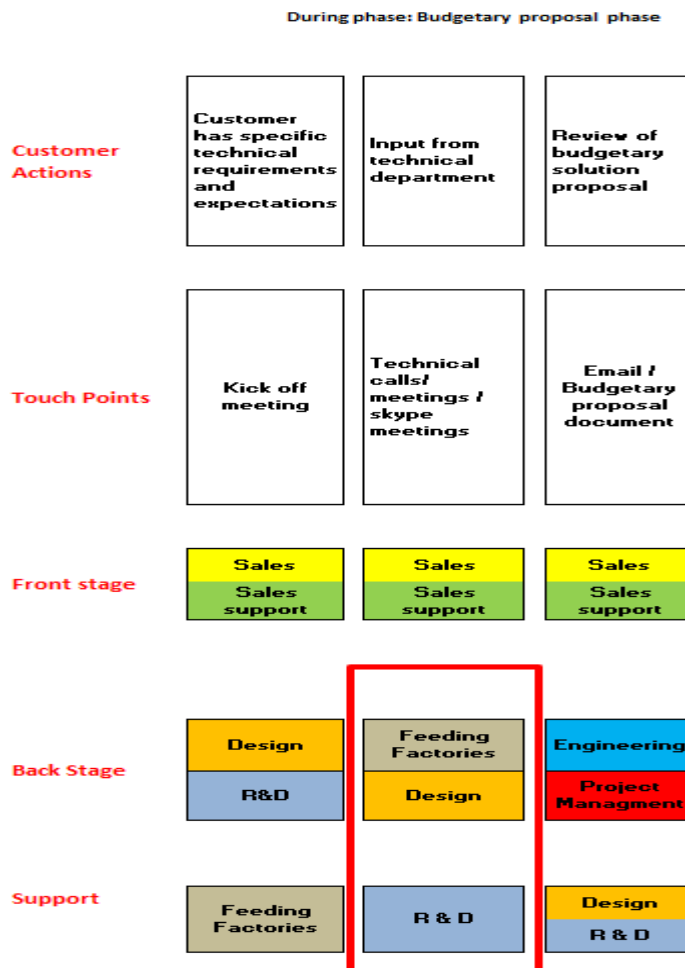 During phase: Budgetary proposal phase
Customer
Actions
Customer
has specific
technical
requirements
and
expectations
Input from
technical
department
Review of
budgetary
solution
proposal
Touch Points
Kick off
meeting
Technical
calls/
meetings /
skype
meetings
Email /
Budgetary
proposal
document
Front stage
Sales
Sales
support
Sales
Sales
support
Sales
Sales
support
Back Stage
Design
R&D
Feeding
Factories
Design
Engineering
Project
Managment
Support
Feeding
Factories
R & D
Design
R & D